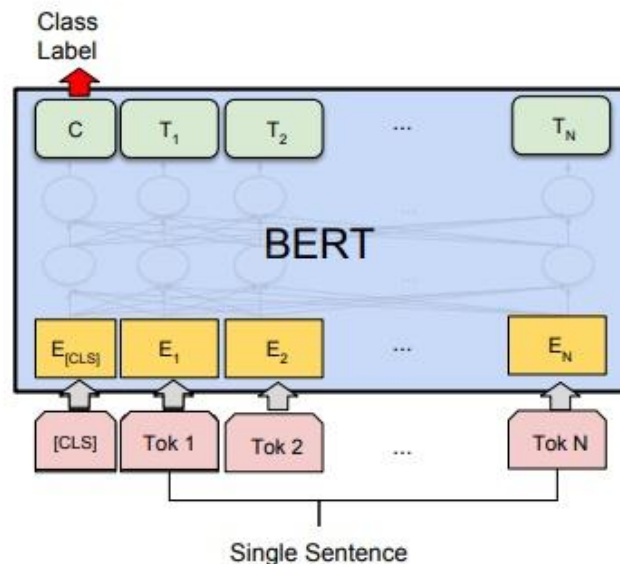 Class
Label
C T1 T2 ... TN
...
BERT
...
E[CLS] E1 E2 ... EN
[CLS] Tok 1 Tok 2 ... Tok N
Single Sentence